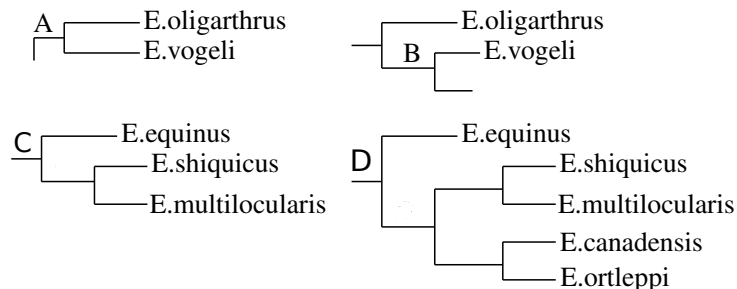 A E.oligarthrus
E.vogeli
E.oligarthrus
B E.vogeli
C E.equinus
E.shiquicus
E.multilocularis
D E.equinus
E.shiquicus
E.multilocularis
E.canadensis
E.ortleppi